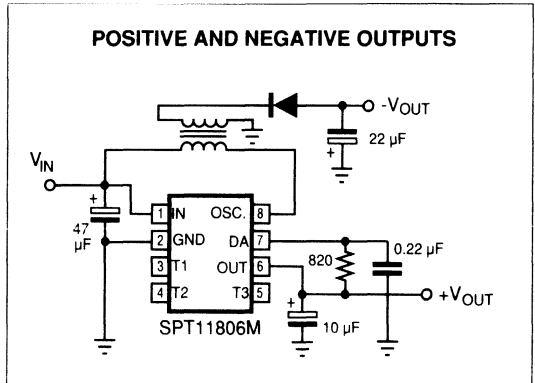 POSITIVE AND NEGATIVE OUTPUTS
-VOUT
22 µF
+
VIN
+
47
µF
1 IN
OSC. 8
2 GND
DA 7
3 T1
OUT. 6
4 T2
T3 5
820
0.22 µF
+VOUT
+
10 µF
SPT11806M